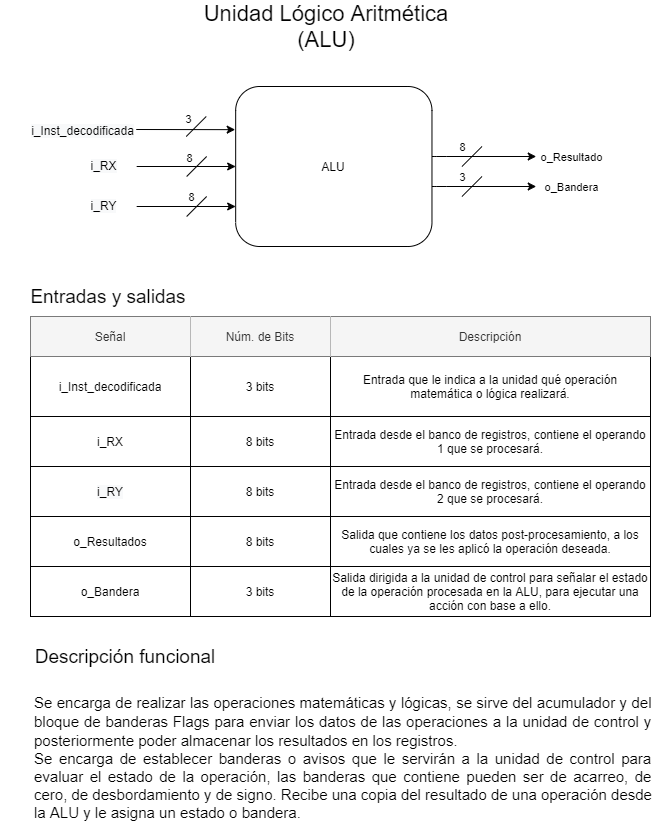 Unidad Lógico Aritmética
(ALU)
i_Inst_decodificada
3
i_RX
8
i_RY
8
ALU
8
o_Resultado
3
o_Bandera
Entradas y salidas
Señal Núm. de Bits Descripción
i_Inst_decodificada 3 bits Entrada que le indica a la unidad qué operación
matemática o lógica realizará.
i_RX 8 bits Entrada desde el banco de registros, contiene el operando
1 que se procesará.
i_RY 8 bits Entrada desde el banco de registros, contiene el operando
2 que se procesará.
o_Resultados 8 bits Salida que contiene los datos post-procesamiento, a los
cuales ya se les aplicó la operación deseada.
o_Bandera 3 bits Salida dirigida a la unidad de control para señalar el estado
de la operación procesada en la ALU, para ejecutar una
acción con base a ello.
Descripción funcional
Se encarga de realizar las operaciones matemáticas y lógicas, se sirve del acumulador y del
bloque de banderas Flags para enviar los datos de las operaciones a la unidad de control y
posteriormente poder almacenar los resultados en los registros.
Se encarga de establecer banderas o avisos que le servirán a la unidad de control para
evaluar el estado de la operación, las banderas que contiene pueden ser de acarreo, de
cero, de desbordamiento y de signo. Recibe una copia del resultado de una operación desde
la ALU y le asigna un estado o bandera.